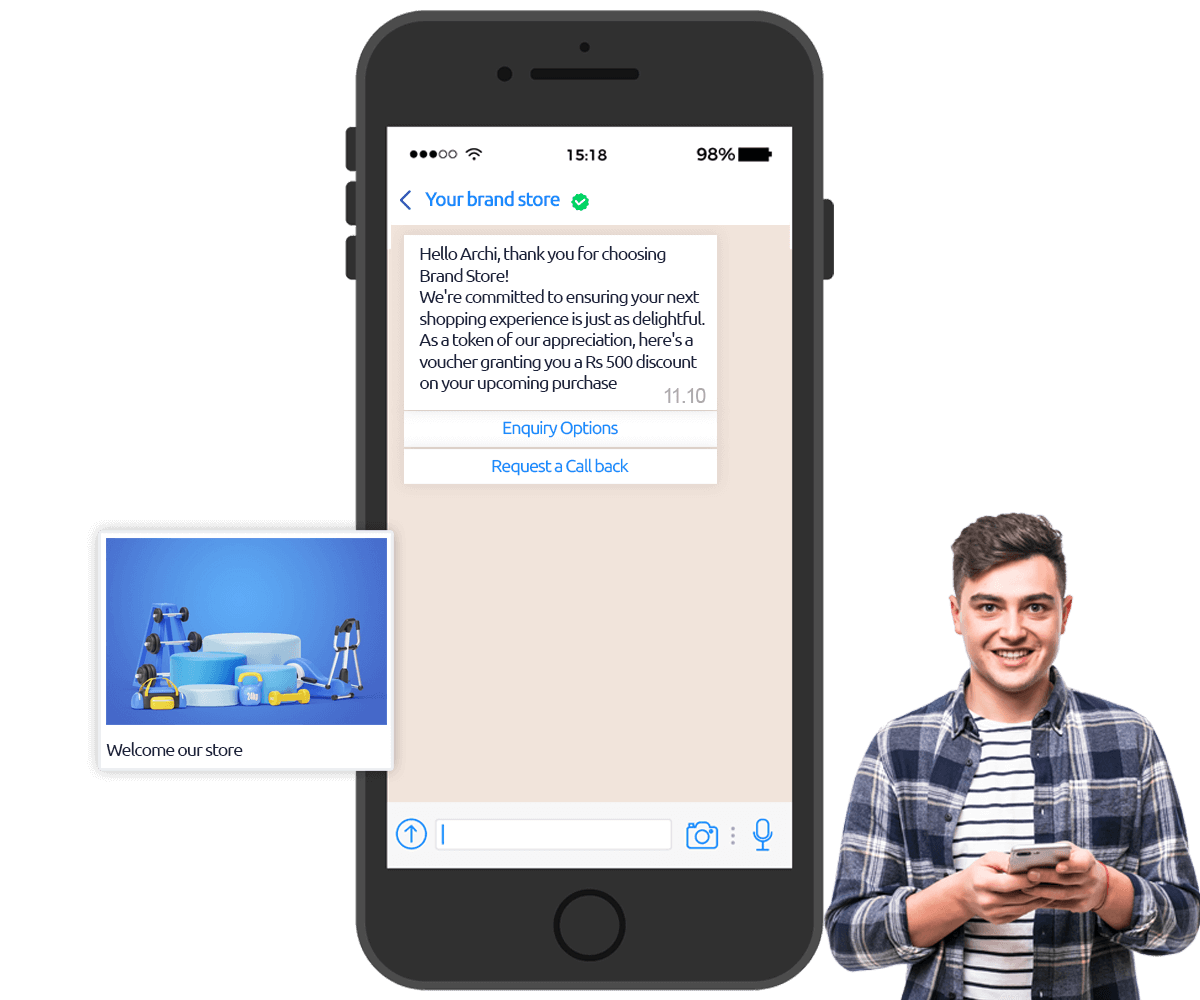 15:18
98%
Your brand store
Hello Archi, thank you for choosing
Brand Store!
We're committed to ensuring your next
shopping experience is just as delightful.
As a token of our appreciation, here's a
voucher granting you a Rs 500 discount
on your upcoming purchase
11.10
Enquiry Options
Request a Call back
Welcome our store